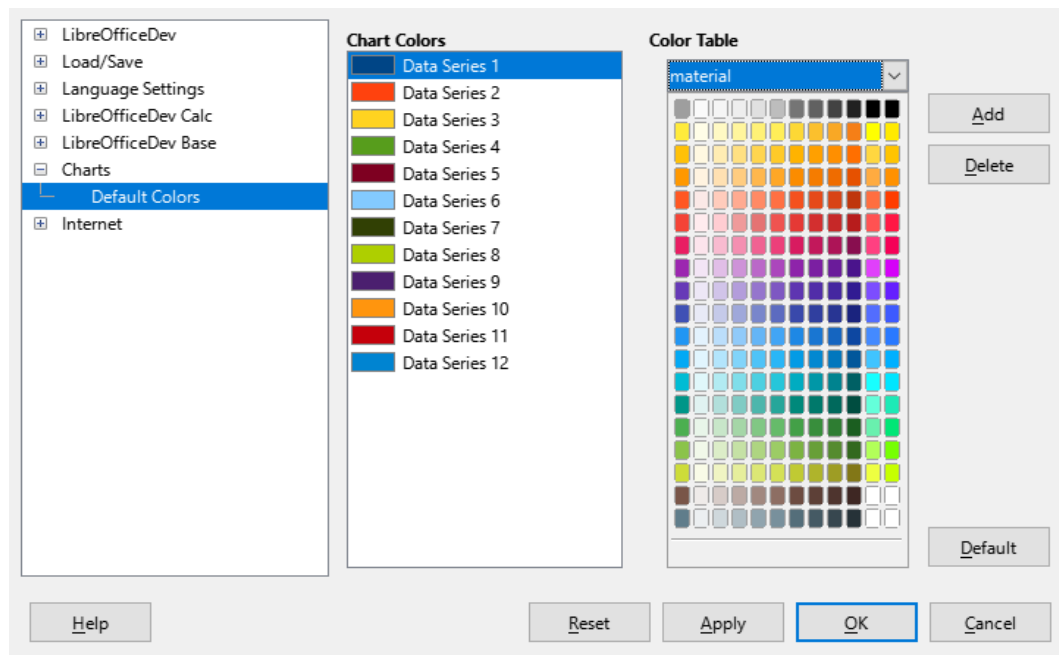 LibreOfficeDev
Load/Save
Language Settings
LibreOfficeDev Calc
LibreOfficeDev Base
Charts
Default Colors
Internet
Chart Colors
Data Series 1
Data Series 2
Data Series 3
Data Series 4
Data Series 5
Data Series 6
Data Series 7
Data Series 8
Data Series 9
Data Series 10
Data Series 11
Data Series 12
Color Table
material
Add
Delete
Default
Help
Reset
Apply
OK
Cancel